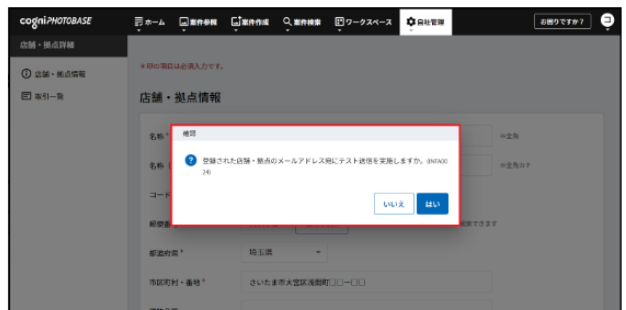 cogniPHOTOBASE
ホーム 案件参照 案件作成 案件検索 ワークスペース 自社管理 お困りですか？
店舗・拠点詳細
店舗・拠点情報
取引一覧
＊印の項目は必須入力です。
店舗・拠点情報
確認
登録された店舗・拠点のメールアドレス宛にテスト送信を実施しますか。(INFA00
24)
いいえ はい
名称 * ※全角
名称 ※全角カナ
コード
郵便番
できます
都道府県 * 埼玉県
市区町村・番地 * さいたま市大宮区浅間町□□ー□□